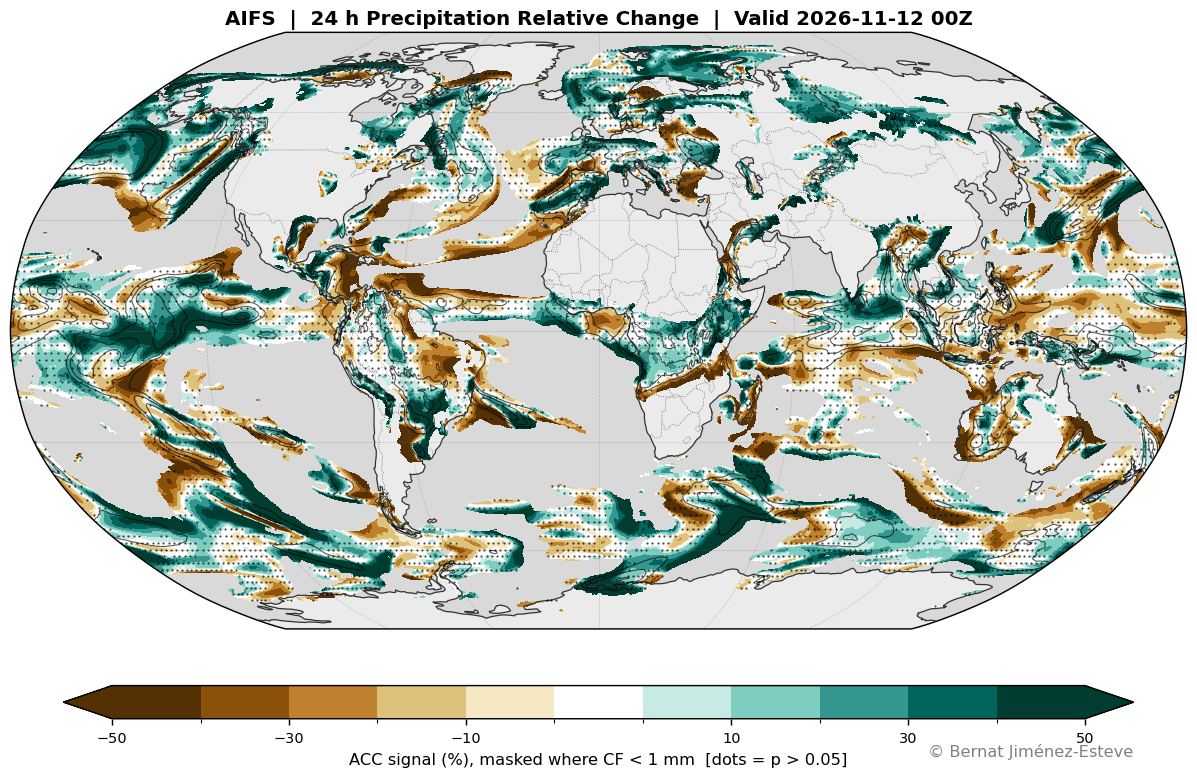 AIFS | 24 h Precipitation Relative Change | Valid 2026-11-12 00Z
−50 −30 −10 10 30 50
© Bernat Jiménez-Esteve
ACC signal (%), masked where CF < 1 mm [dots = p > 0.05]